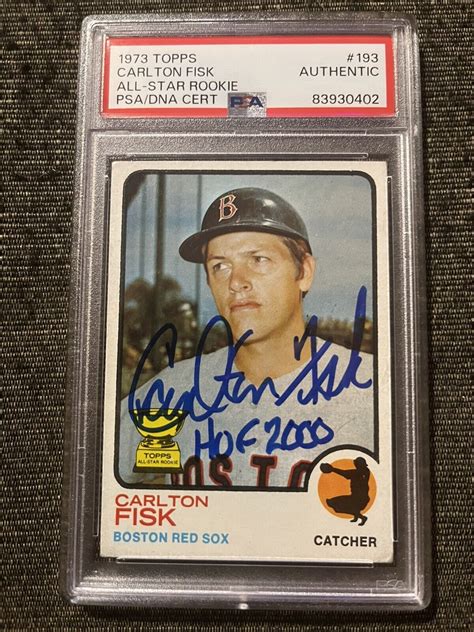 1973 TOPPS #193
CARLTON FISK AUTHENTIC
ALL-STAR ROOKIE
PSA/DNA CERT PSA 83930402
B
Carlton Fisk
HOF 2000
BOSTO
TOPPS
ALL-STAR ROOKIE
CARLTON
FISK
BOSTON RED SOX
CATCHER